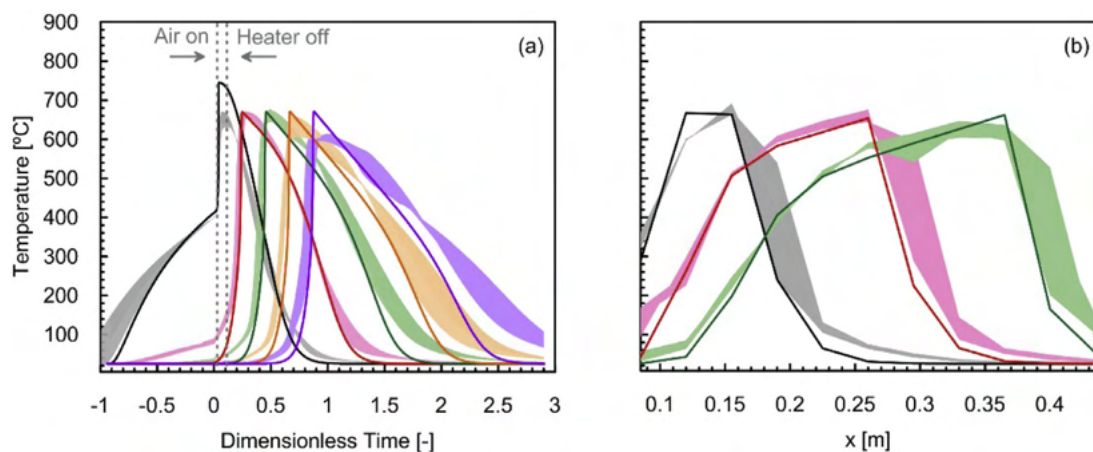 900
800
700
600
500
400
300
200
100
Temperature [ºC]
Air on
Heater off
(a)
-1 -0.5 0 0.5 1 1.5 2 2.5 3
Dimensionless Time [-]
(b)
0.1 0.15 0.2 0.25 0.3 0.35 0.4
x [m]